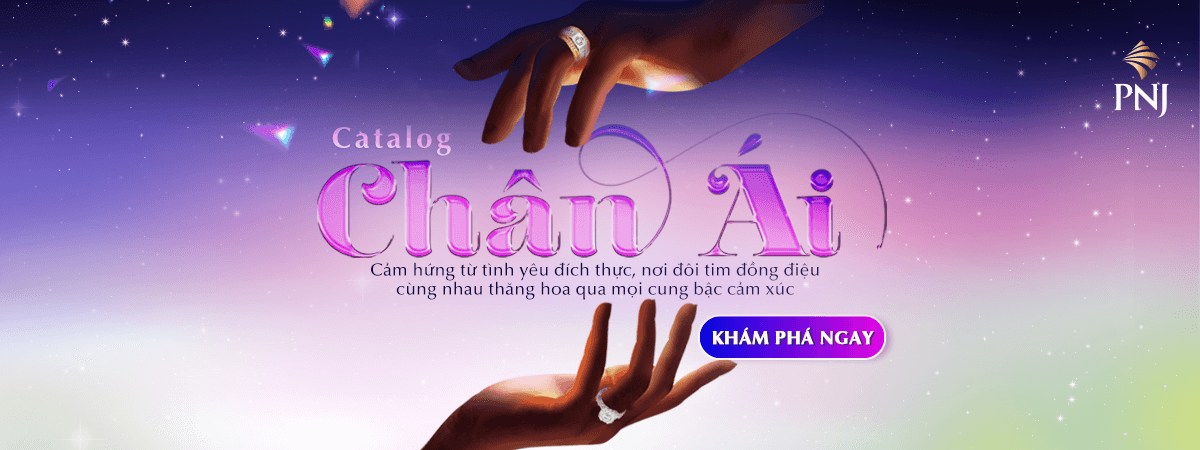 PNJ
Catalog
Chân Ái
Cảm hứng từ tình yêu đích thực, nơi đôi tim đồng điệu
cùng nhau thăng hoa qua mọi cung bậc cảm xúc
KHÁM PHÁ NGAY